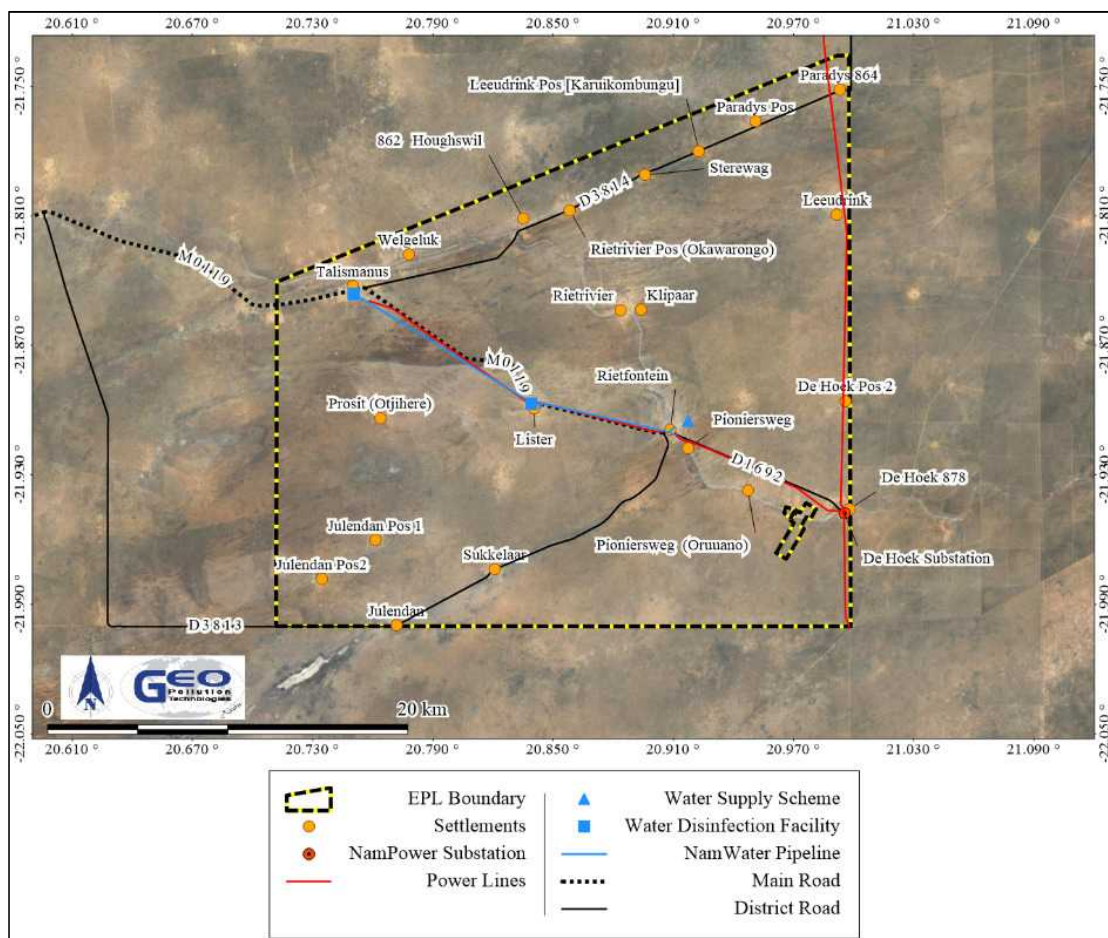 20.610 ° 20.670 ° 20.730 ° 20.790 ° 20.850 ° 20.910 ° 20.970 ° 21.030 ° 21.090 °
-21.750 ° -21.750 °
Paradys 864
Leeudrink Pos [Karuikombungu]
Paradys Pos
862 Houghswil
Sterewag
D3814
-21.810 ° -21.810 °
Leeudrink
Rietrivier Pos (Okawarongo)
Welgeluk
M0119
Talismanus
Rietrivier Klipaar
-21.870 ° -21.870 °
M0119
Rietfontein
De Hoek Pos 2
Prosit (Otjihere)
Pioniersweg
Lister
-21.930 ° -21.930 °
D1692
De Hoek 878
Julendan Pos 1
Pioniersweg (Oruuano)
De Hoek Substation
Sukkelaar
Julendan Pos2
-21.990 ° -21.990 °
Julendan
D3813
GEO
Pollution
Technologies
N
0 20 km
-22.050 ° -22.050 °
20.610 ° 20.670 ° 20.730 ° 20.790 ° 20.850 ° 20.910 ° 20.970 ° 21.030 ° 21.090 °
EPL Boundary
Settlements
NamPower Substation
Power Lines
Water Supply Scheme
Water Disinfection Facility
NamWater Pipeline
Main Road
District Road